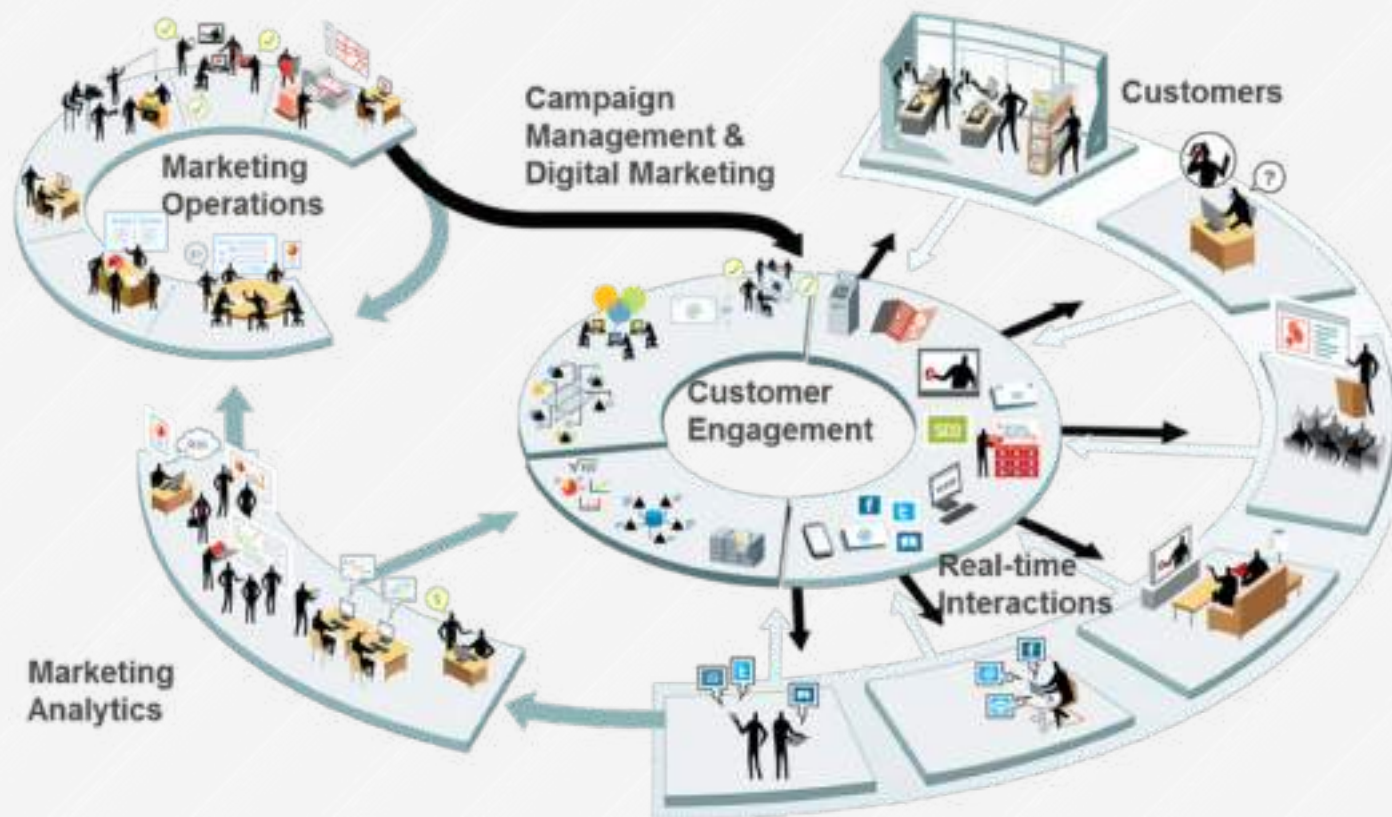 Campaign
Management &
Digital Marketing
Customers
Marketing
Operations
?
Customer
Engagement
f
t
Real-time
Interactions
Marketing
Analytics
t
f
$